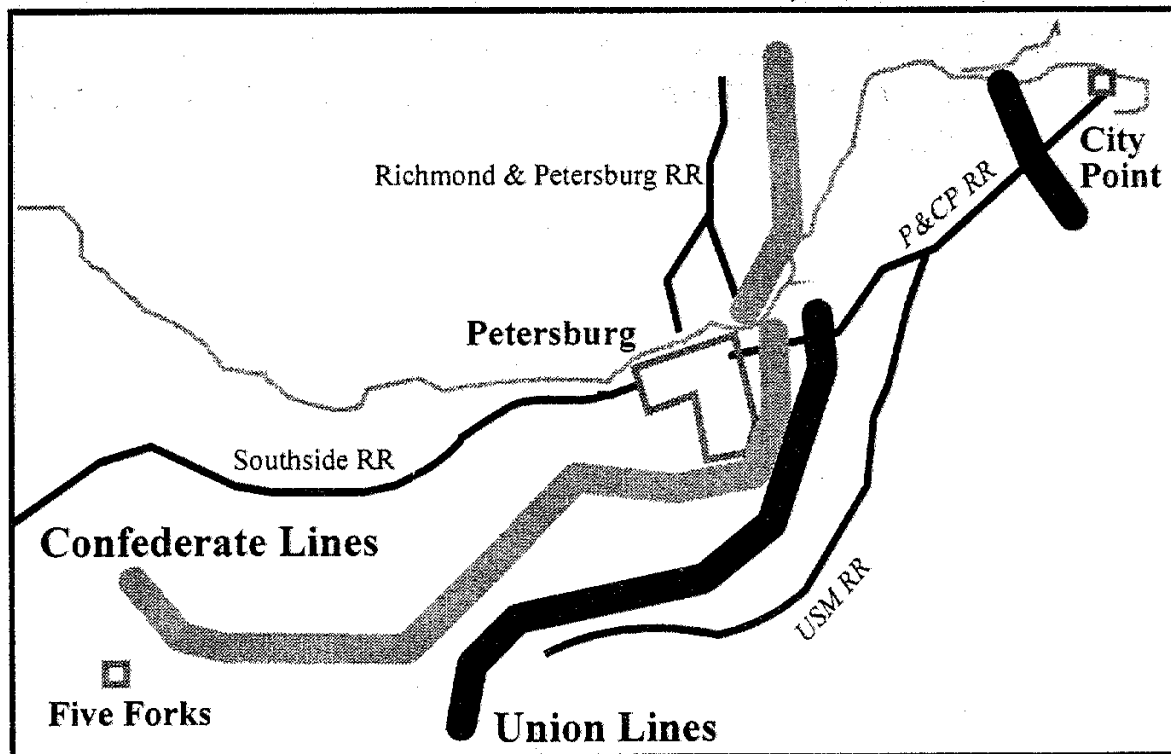 City
Point
Richmond & Petersburg RR
P&CP RR
Petersburg
Southside RR
Confederate Lines
USM RR
Five Forks
Union Lines